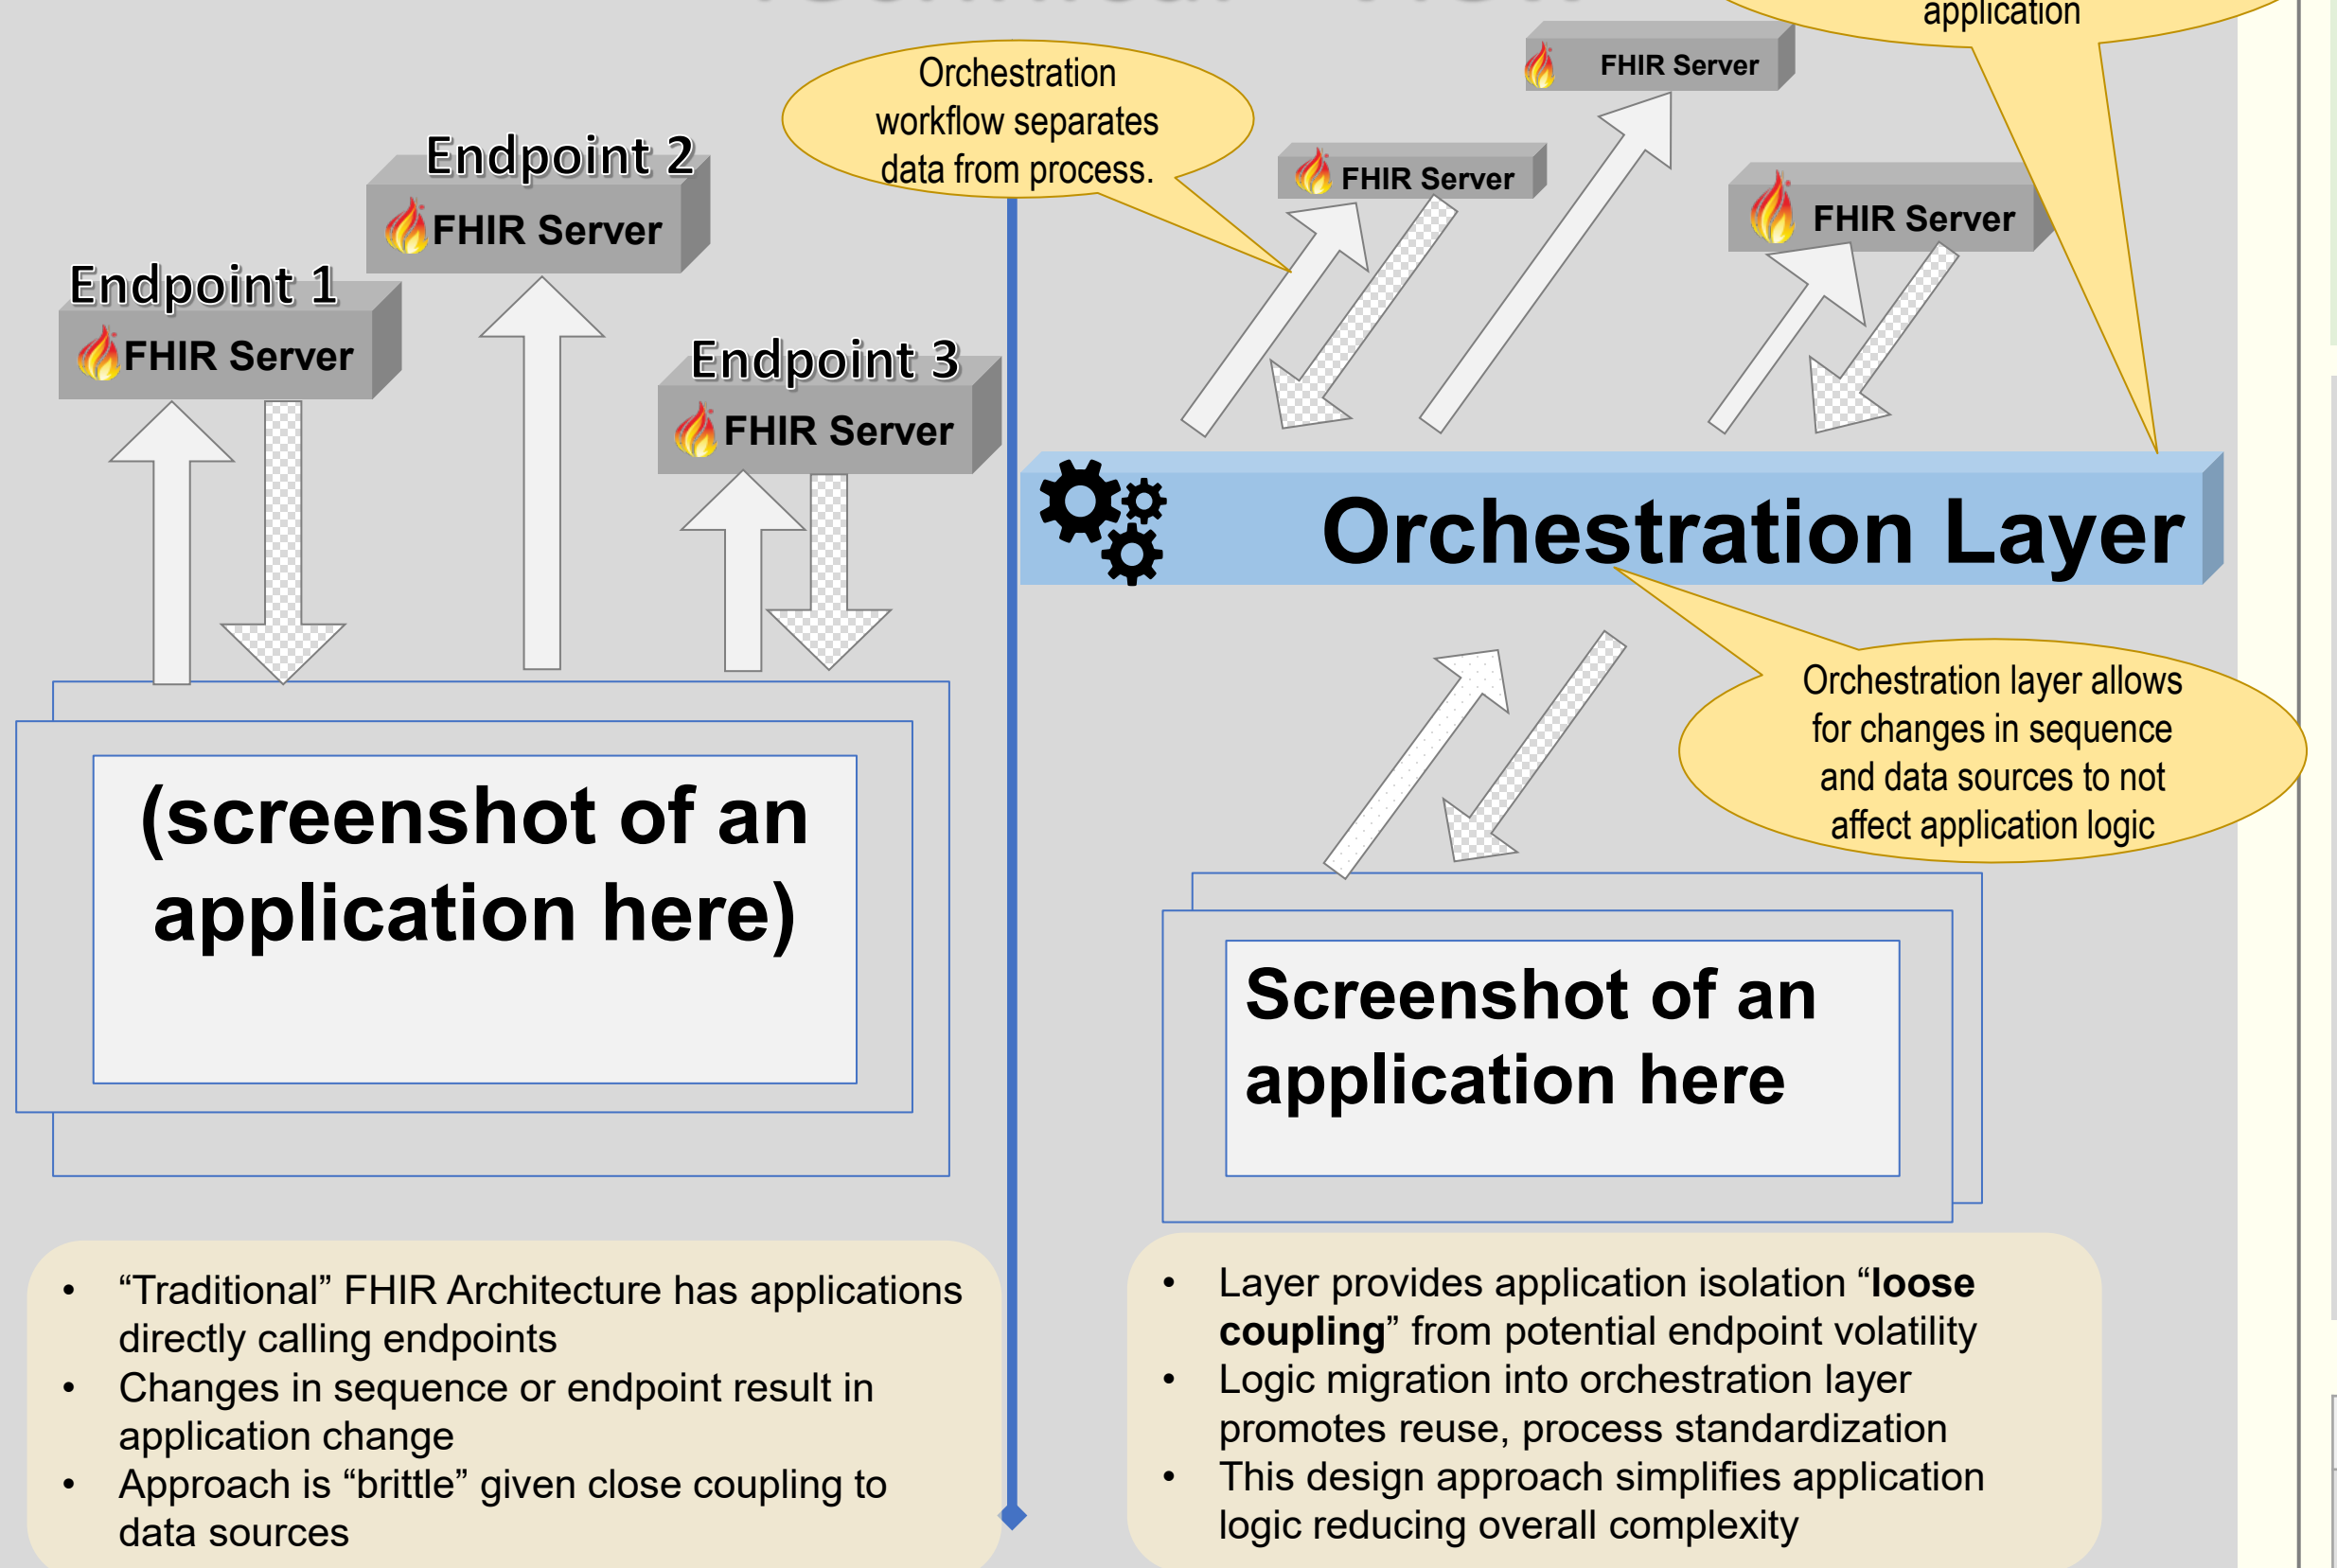 application
Orchestration
workflow separates
data from process.
FHIR Server
FHIR Server
FHIR Server
Endpoint 2
FHIR Server
Endpoint 1
FHIR Server
Endpoint 3
FHIR Server
Orchestration Layer
Orchestration layer allows
for changes in sequence
and data sources to not
affect application logic
(screenshot of an
application here)
Screenshot of an
application here
• “Traditional” FHIR Architecture has applications
directly calling endpoints
• Changes in sequence or endpoint result in
application change
• Approach is “brittle” given close coupling to
data sources
• Layer provides application isolation “loose
coupling” from potential endpoint volatility
• Logic migration into orchestration layer
promotes reuse, process standardization
• This design approach simplifies application
logic reducing overall complexity